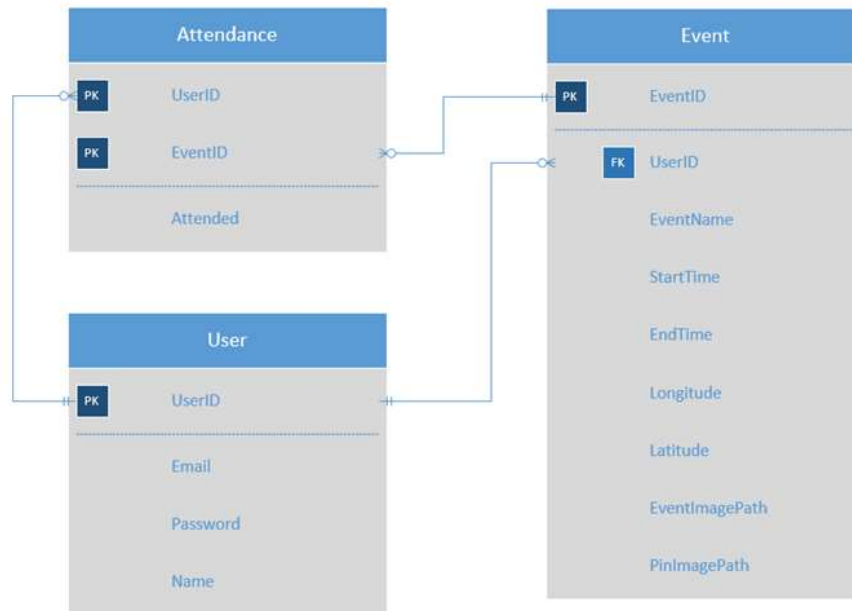 Attendance
PK UserID
PK EventID
Attended
User
PK UserID
Email
Password
Name
Event
PK EventID
FK UserID
EventName
StartTime
EndTime
Longitude
Latitude
EventImagePath
PinImagePath